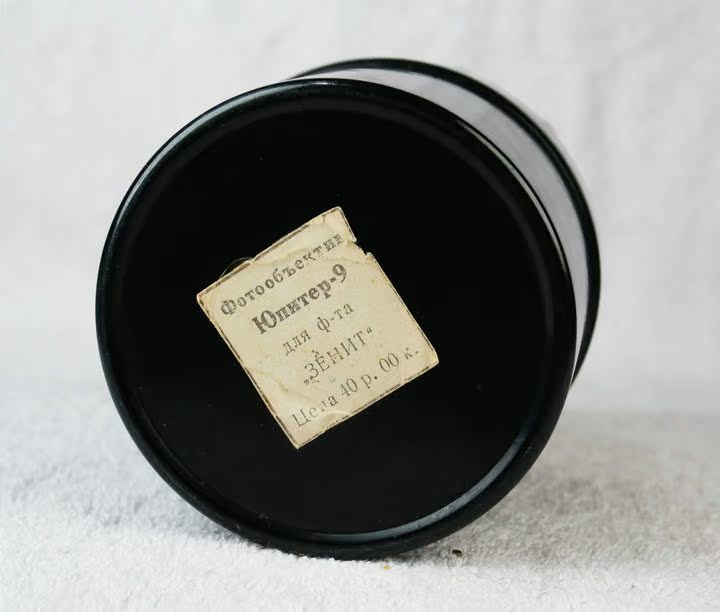 Фотообъектив
Юпитер-9
для ф-та
„ЗЕНИТ“
Цена 40 р. 00 к.